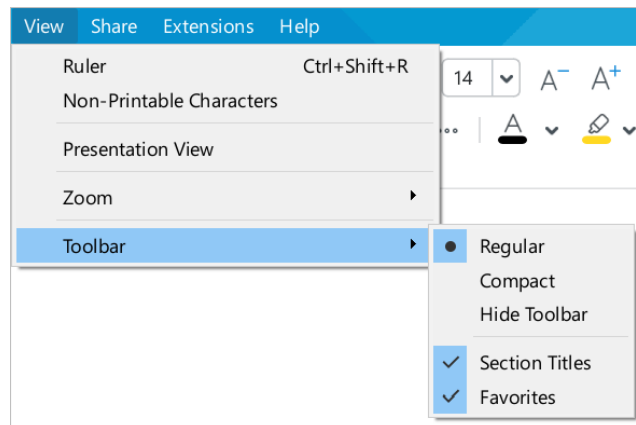 View Share Extensions Help
Ruler Ctrl+Shift+R
14 A− A+
Non-Printable Characters
A
Presentation View
Zoom
Toolbar
Regular
Compact
Hide Toolbar
Section Titles
Favorites